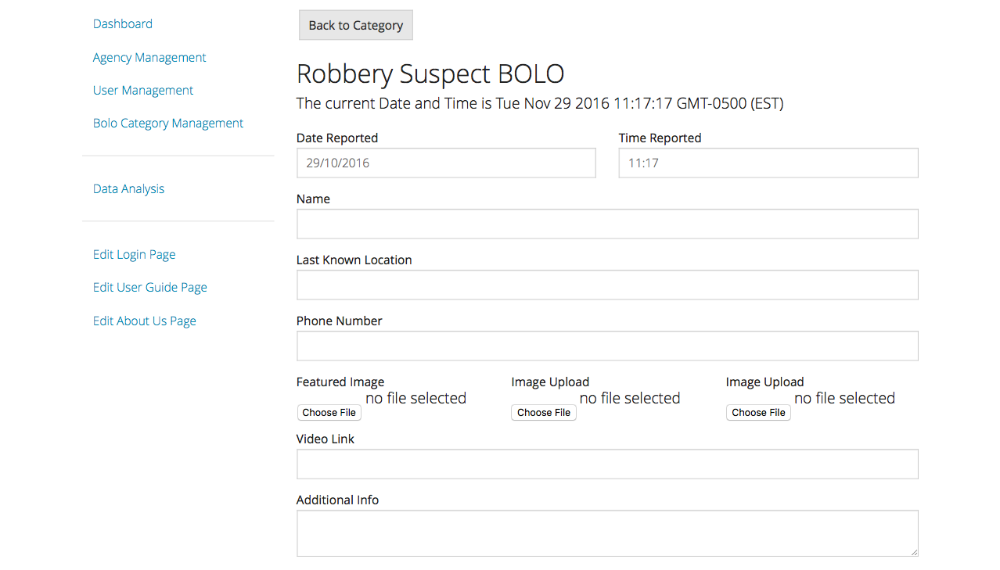 Dashboard
Agency Management
User Management
Bolo Category Management
Data Analysis
Edit Login Page
Edit User Guide Page
Edit About Us Page
Back to Category
Robbery Suspect BOLO
The current Date and Time is Tue Nov 29 2016 11:17:17 GMT-0500 (EST)
Date Reported
29/10/2016
Time Reported
11:17
Name
Last Known Location
Phone Number
Featured Image
Choose File no file selected
Image Upload
Choose File no file selected
Image Upload
Choose File no file selected
Video Link
Additional Info